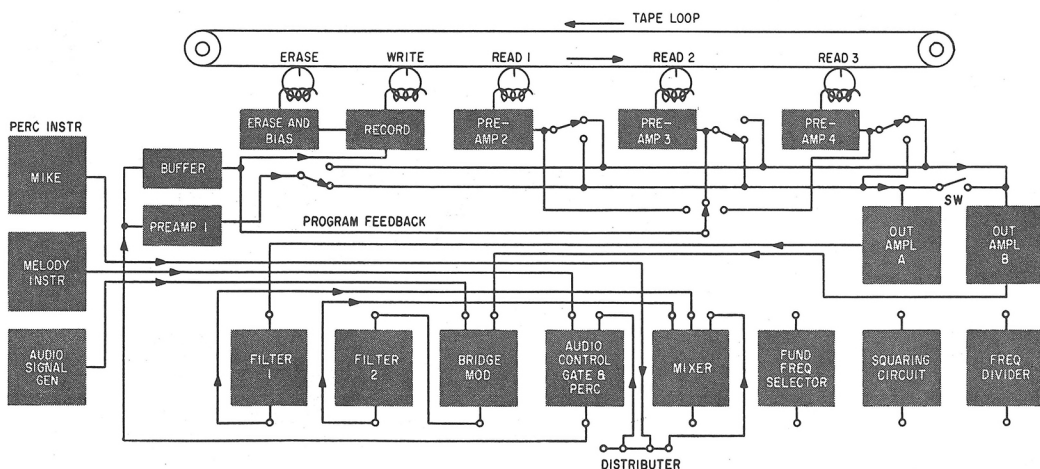 TAPE LOOP
ERASE
WRITE
READ 1
READ 2
READ 3
ERASE AND
BIAS
RECORD
PRE-
AMP 2
PRE-
AMP 3
PRE-
AMP 4
PERC INSTR
MIKE
BUFFER
PREAMP 1
PROGRAM FEEDBACK
SW
OUT
AMPL
A
OUT
AMPL
B
MELODY
INSTR
AUDIO
SIGNAL
GEN
FILTER
1
FILTER
2
BRIDGE
MOD
AUDIO
CONTROL
GATE &
PERC
MIXER
FUND
FREQ
SELECTOR
SQUARING
CIRCUIT
FREQ
DIVIDER
DISTRIBUTER